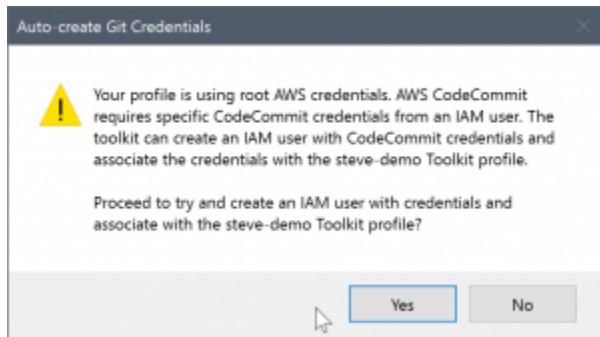 Auto-create Git Credentials
Your profile is using root AWS credentials. AWS CodeCommit
requires specific CodeCommit credentials from an IAM user. The
toolkit can create an IAM user with CodeCommit credentials and
associate the credentials with the steve-demo Toolkit profile.
Proceed to try and create an IAM user with credentials and
associate with the steve-demo Toolkit profile?
Yes
No